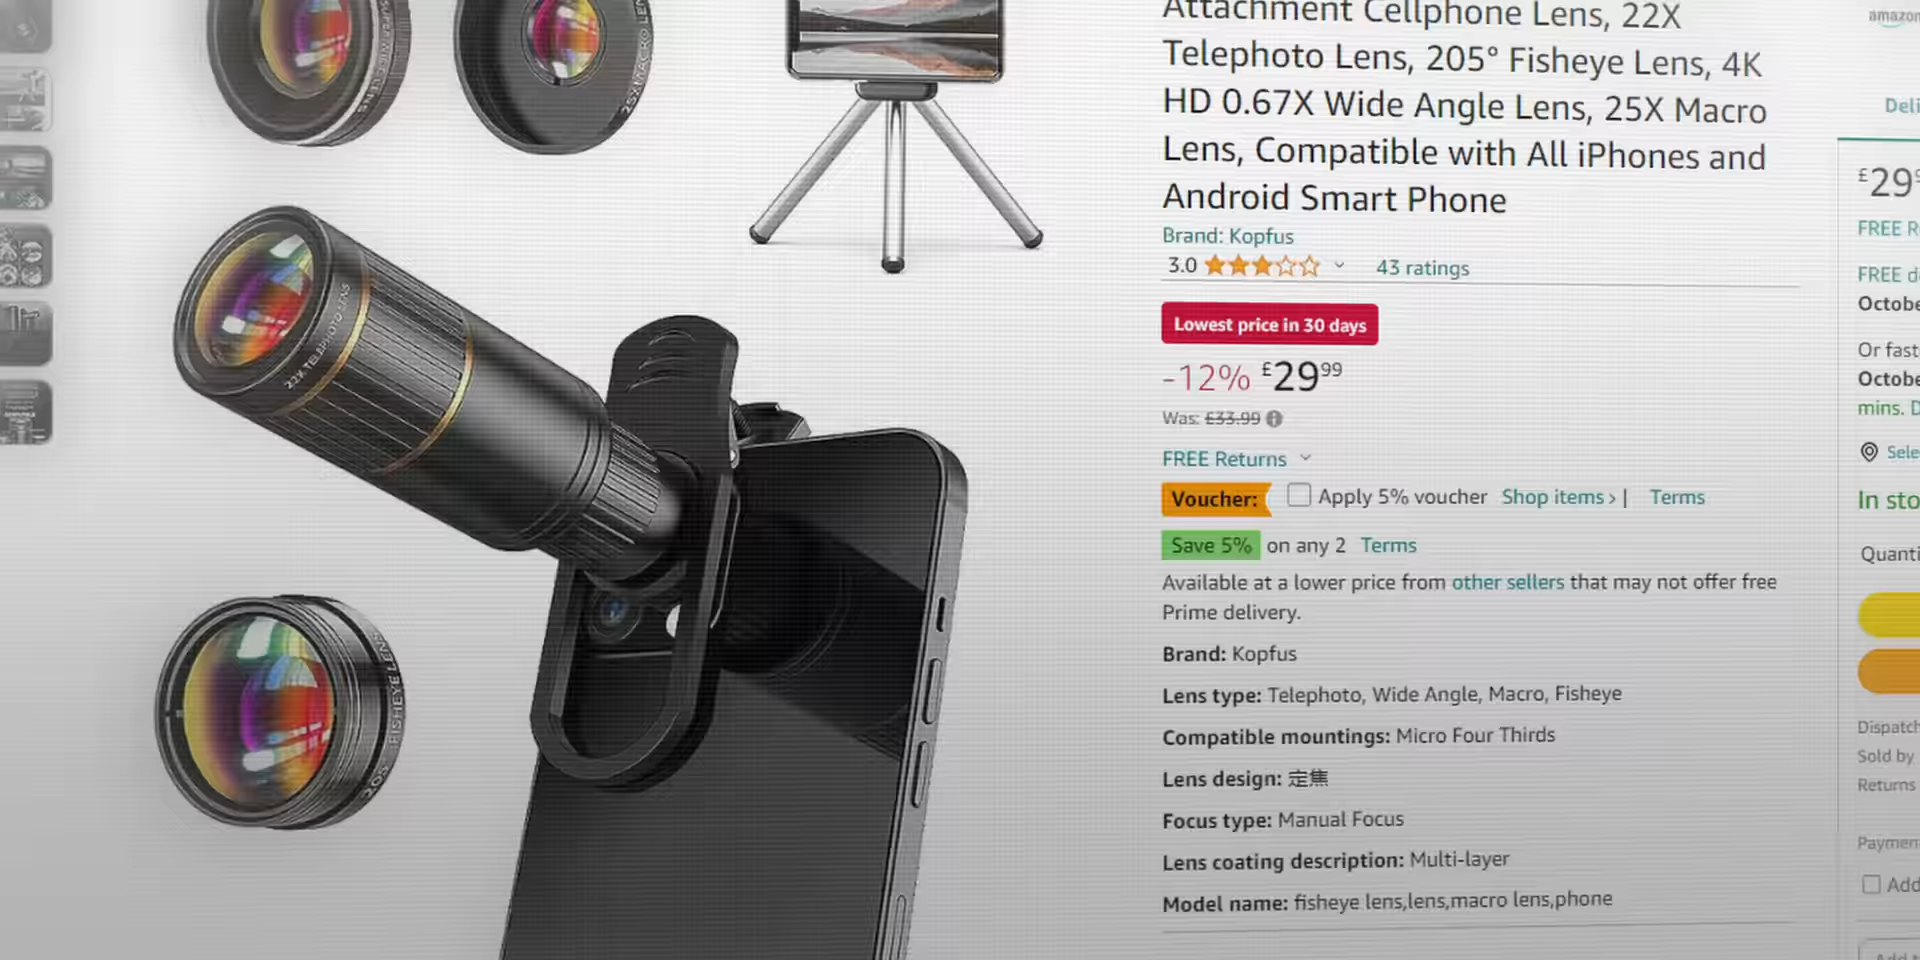 Attachment Cellphone Lens, 22X
Telephoto Lens, 205° Fisheye Lens, 4K
HD 0.67X Wide Angle Lens, 25X Macro
Lens, Compatible with All iPhones and
Android Smart Phone
Brand: Kopfus
3.0 43 ratings
Lowest price in 30 days
-12% £29⁹⁹
Was: £33.99
FREE Returns
Voucher: Apply 5% voucher Shop items › | Terms
Save 5% on any 2 Terms
Available at a lower price from other sellers that may not offer free
Prime delivery.
Brand: Kopfus
Lens type: Telephoto, Wide Angle, Macro, Fisheye
Compatible mountings: Micro Four Thirds
Lens design: 定焦
Focus type: Manual Focus
Lens coating description: Multi-layer
Model name: fisheye lens,lens,macro lens,phone
amazon
Deli
£29⁹
FREE R
FREE d
Octobe
Or fast
Octobe
mins. D
Sele
In sto
Quanti
Dispatch
Sold by
Returns
Paymen
Add
22X TELEPHOTO LENS
25X MACRO LEN
205 FISHEYE LENS